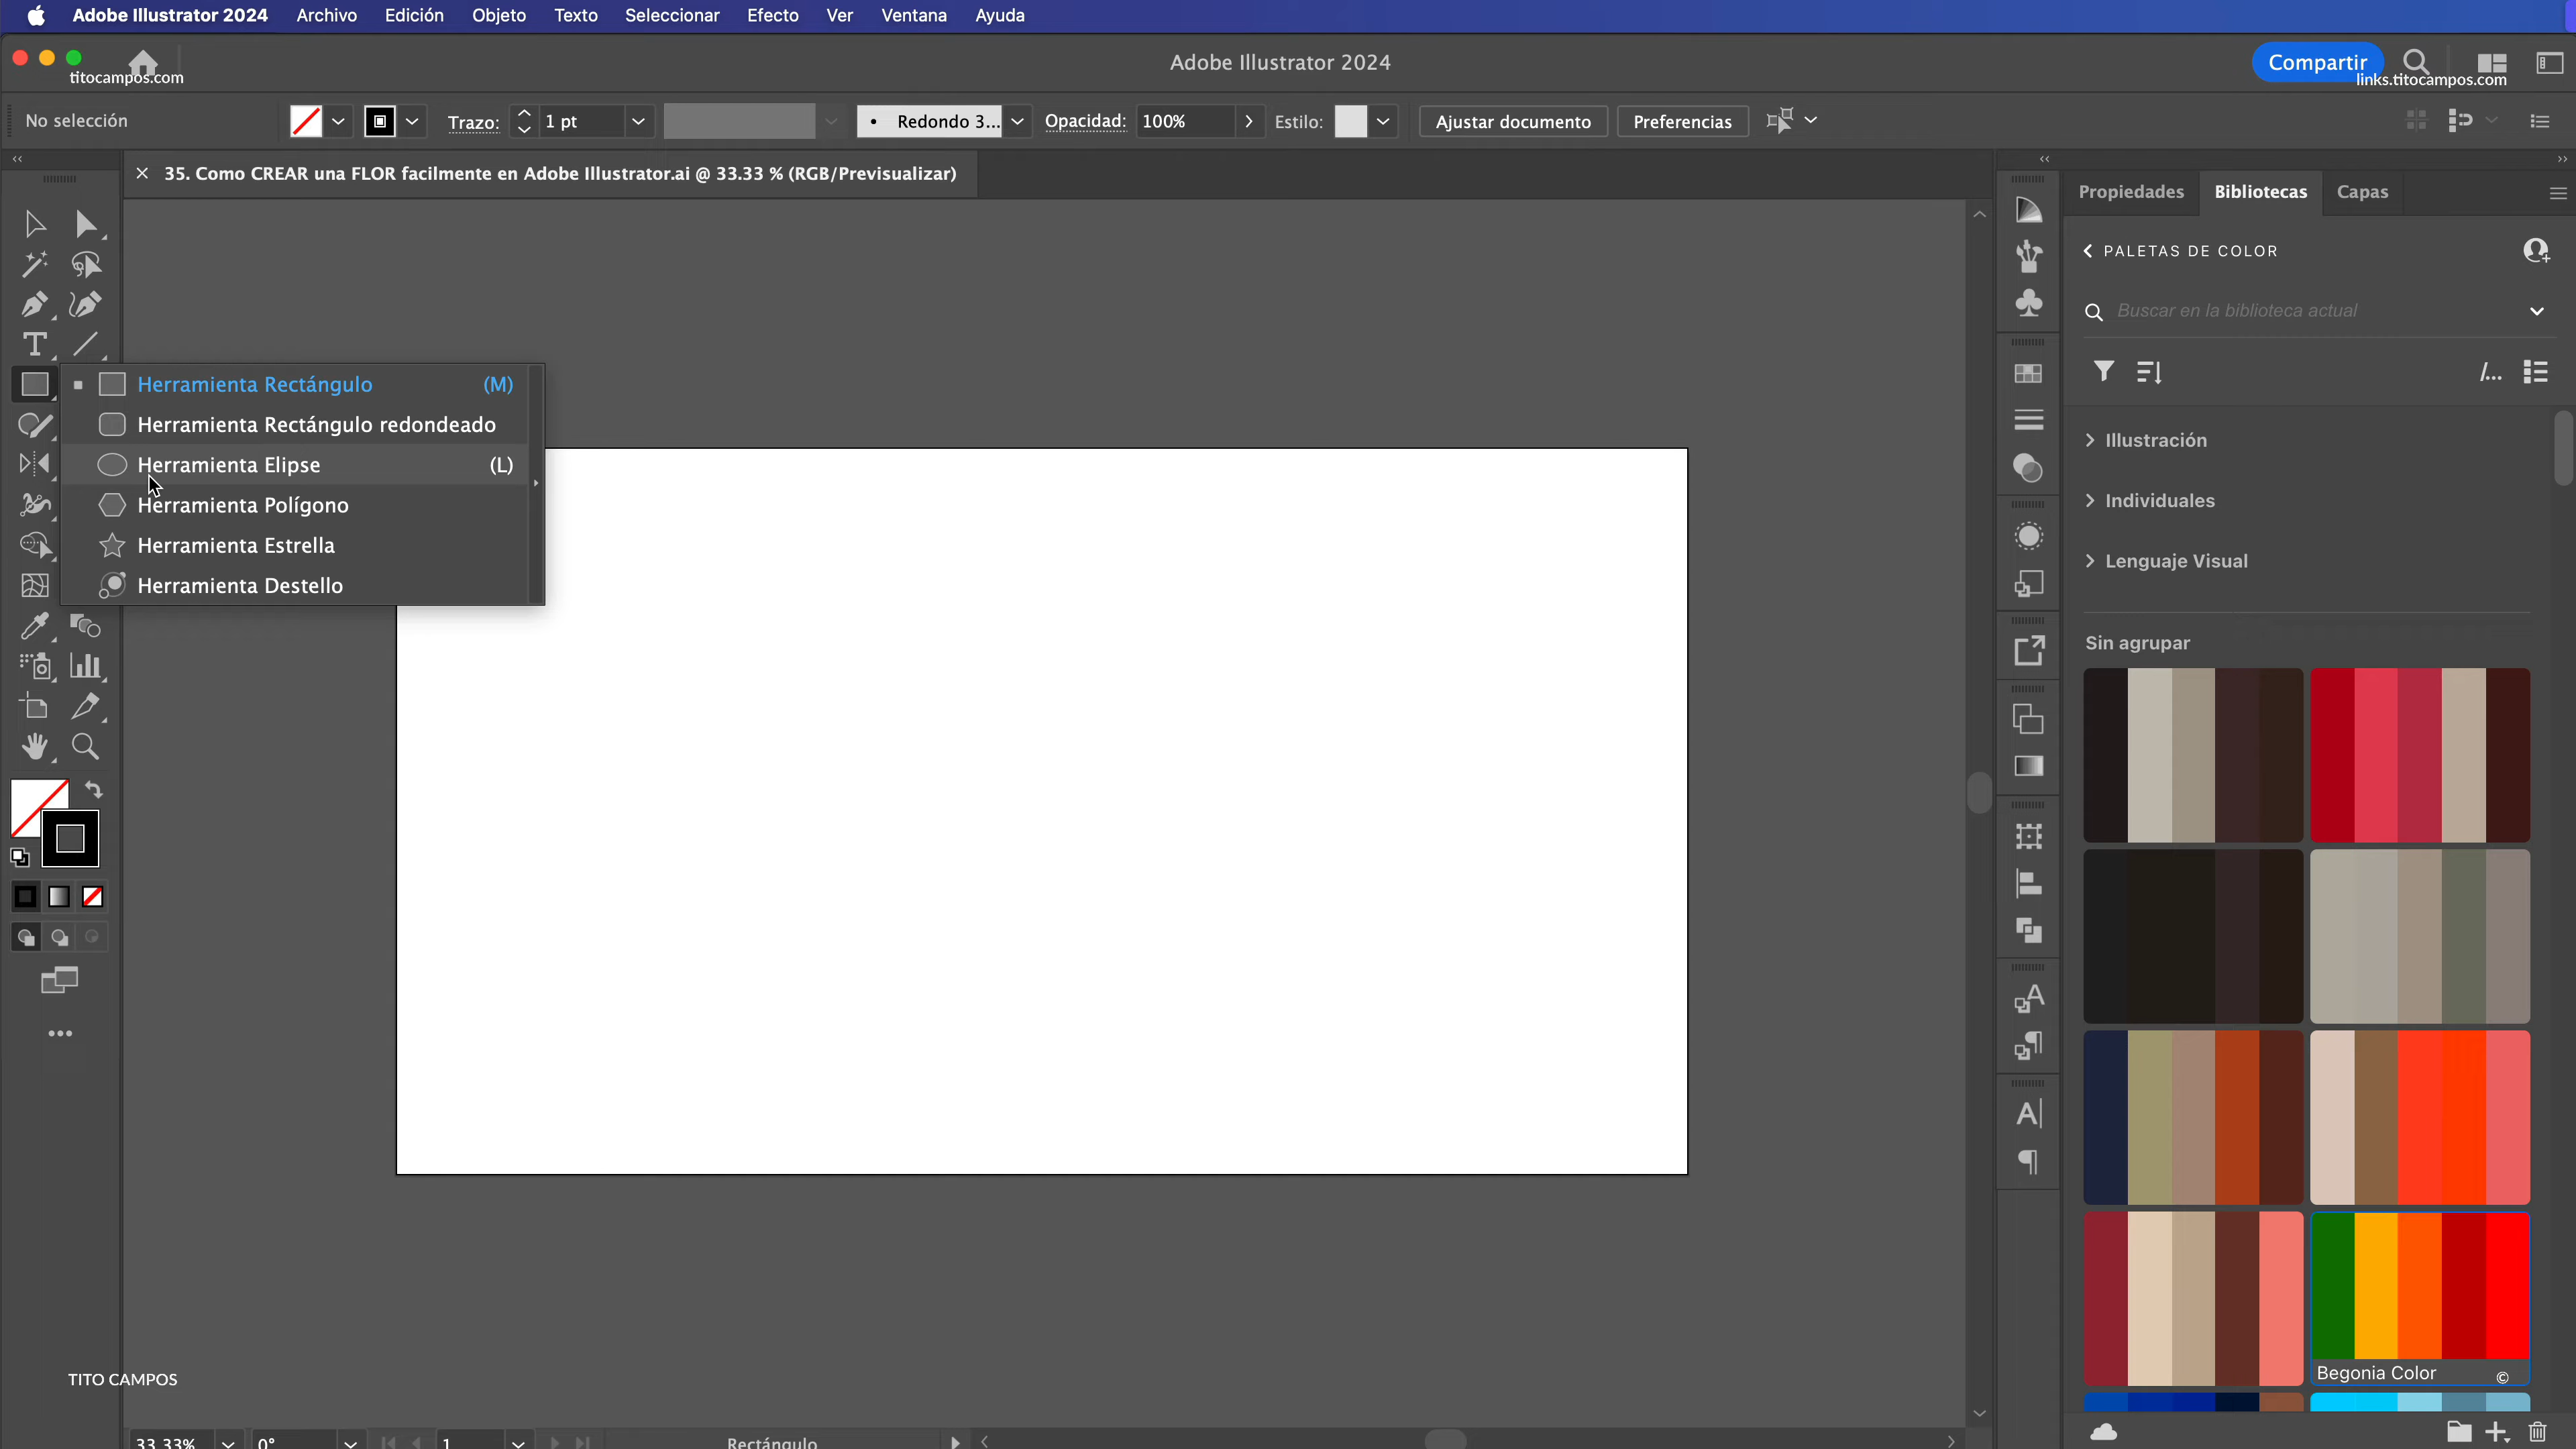 Adobe Illustrator 2024 Archivo Edición Objeto Texto Seleccionar Efecto Ver Ventana Ayuda
titocampos.com
Adobe Illustrator 2024
Compartir
links.titocampos.com
No selección
Trazo: 1 pt
Redondo 3...
Opacidad: 100%
Estilo:
Ajustar documento
Preferencias
× 35. Como CREAR una FLOR facilmente en Adobe Illustrator.ai @ 33.33 % (RGB/Previsualizar)
Herramienta Rectángulo (M)
Herramienta Rectángulo redondeado
Herramienta Elipse (L)
Herramienta Polígono
Herramienta Estrella
Herramienta Destello
Propiedades Bibliotecas Capas
PALETAS DE COLOR
Buscar en la biblioteca actual
/...
Illustración
Individuales
Lenguaje Visual
Sin agrupar
Begonia Color ©
TITO CAMPOS
33.33% 0° 1 Rectángulo